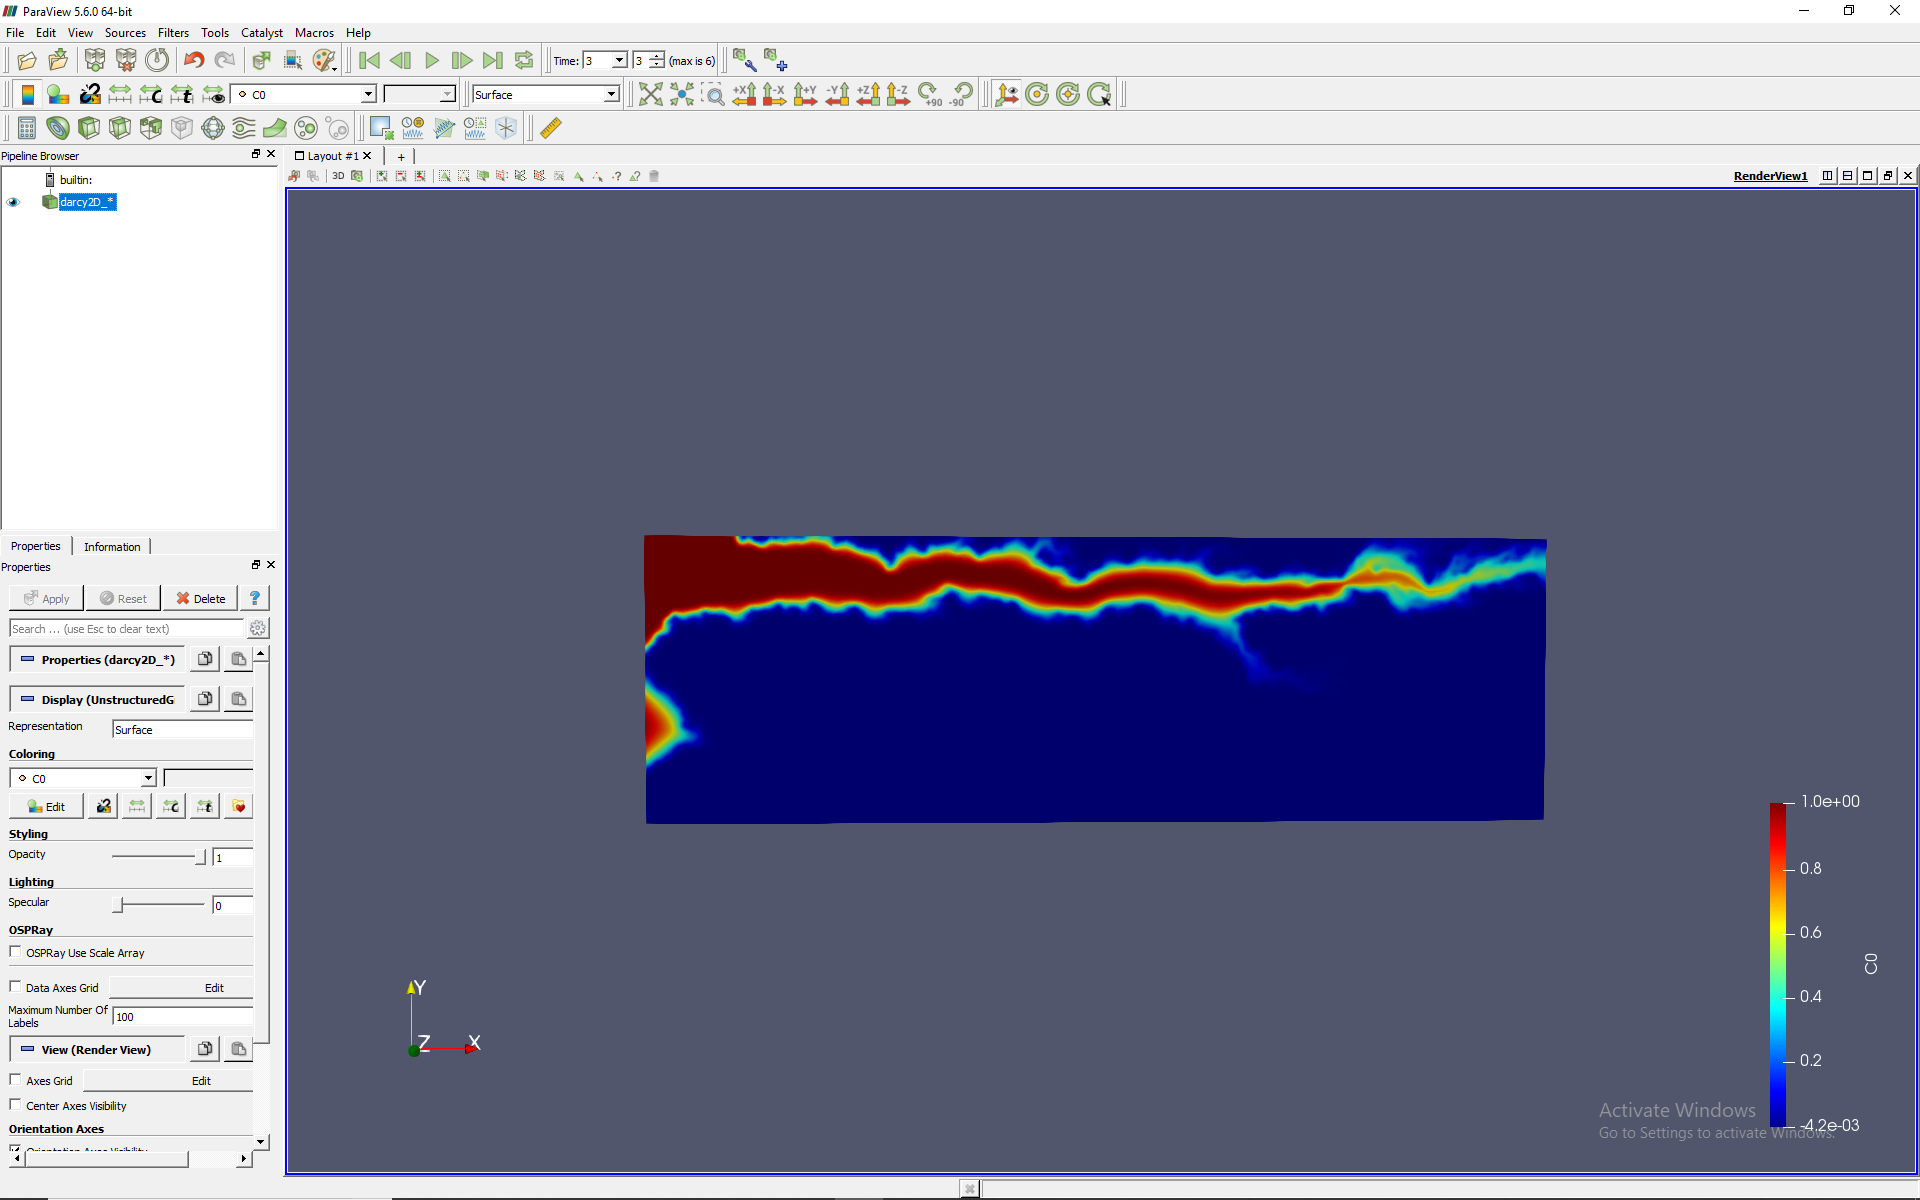 ParaView 5.6.0 64-bit
File Edit View Sources Filters Tools Catalyst Macros Help
Time: 3 3 (max is 6)
C0 Surface +X -X +Y -Y +Z -Z +90 -90
Pipeline Browser
Layout #1 +
3D
RenderView1
builtin:
darcy2D_*
Properties Information
Properties
Apply Reset Delete ?
Search ... (use Esc to clear text)
Properties (darcy2D_*)
Display (UnstructuredG
Representation Surface
Coloring
C0
Edit
Styling
Opacity 1
Lighting
Specular 0
OSPRay
OSPRay Use Scale Array
Data Axes Grid Edit
Maximum Number Of
Labels 100
View (Render View)
Axes Grid Edit
Center Axes Visibility
Orientation Axes
Orientation Axes Visibility
Y
Z X
1.0e+00
0.8
0.6
0.4
0.2
-4.2e-03
C0
Activate Windows
Go to Settings to activate Windows.